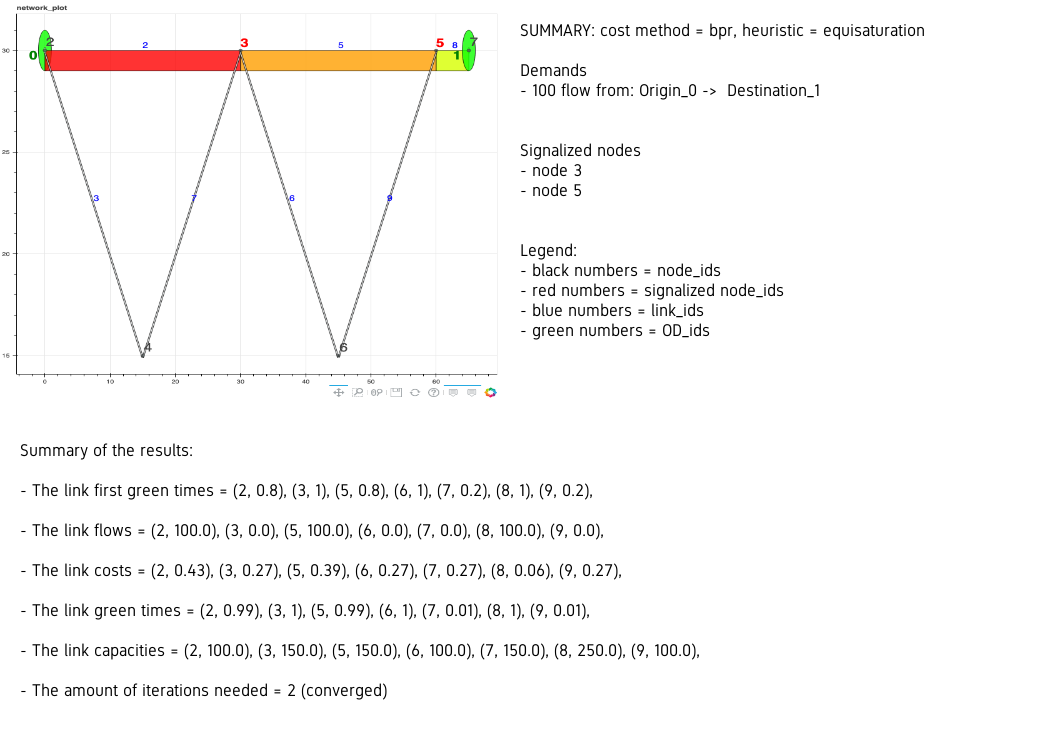 network_plot
SUMMARY: cost method = bpr, heuristic = equisaturation
Demands
- 100 flow from: Origin_0 -> Destination_1
Signalized nodes
- node 3
- node 5
Legend:
- black numbers = node_ids
- red numbers = signalized node_ids
- blue numbers = link_ids
- green numbers = OD_ids
2 2 3 5 5 8 7
0 1
3 7 6 9
4 6
30
25
20
15
0 10 20 30 40 50 60
Summary of the results:
- The link first green times = (2, 0.8), (3, 1), (5, 0.8), (6, 1), (7, 0.2), (8, 1), (9, 0.2),
- The link flows = (2, 100.0), (3, 0.0), (5, 100.0), (6, 0.0), (7, 0.0), (8, 100.0), (9, 0.0),
- The link costs = (2, 0.43), (3, 0.27), (5, 0.39), (6, 0.27), (7, 0.27), (8, 0.06), (9, 0.27),
- The link green times = (2, 0.99), (3, 1), (5, 0.99), (6, 1), (7, 0.01), (8, 1), (9, 0.01),
- The link capacities = (2, 100.0), (3, 150.0), (5, 150.0), (6, 100.0), (7, 150.0), (8, 250.0), (9, 100.0),
- The amount of iterations needed = 2 (converged)